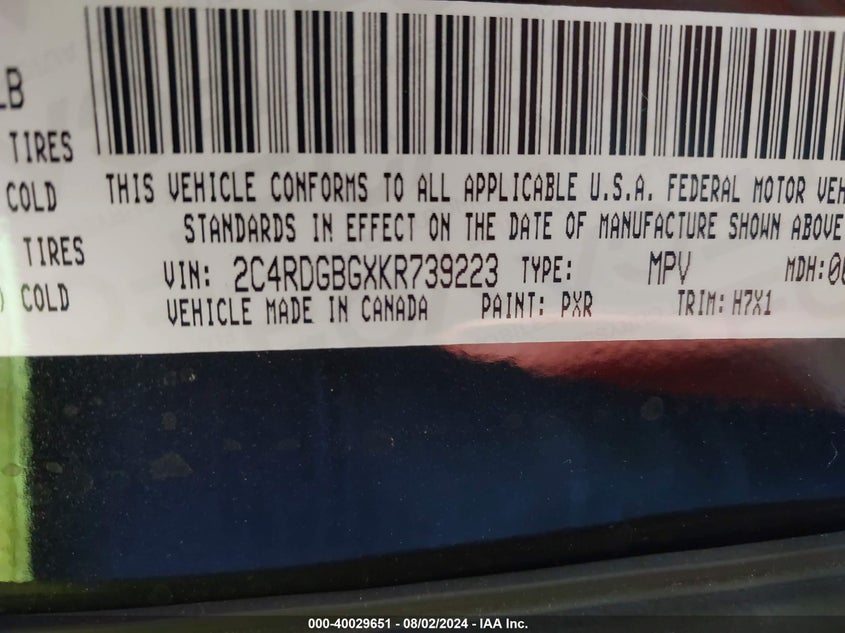 LB
TIRES
COLD
TIRES
COLD
THIS VEHICLE CONFORMS TO ALL APPLICABLE U.S.A. FEDERAL MOTOR VEH
STANDARDS IN EFFECT ON THE DATE OF MANUFACTURE SHOWN ABOVE
VIN: 2C4RDGBGXKR739223 TYPE: MPV MDH:00
VEHICLE MADE IN CANADA PAINT: PXR TRIM: H7X1
000-40029651 - 08/02/2024 - IAA Inc.